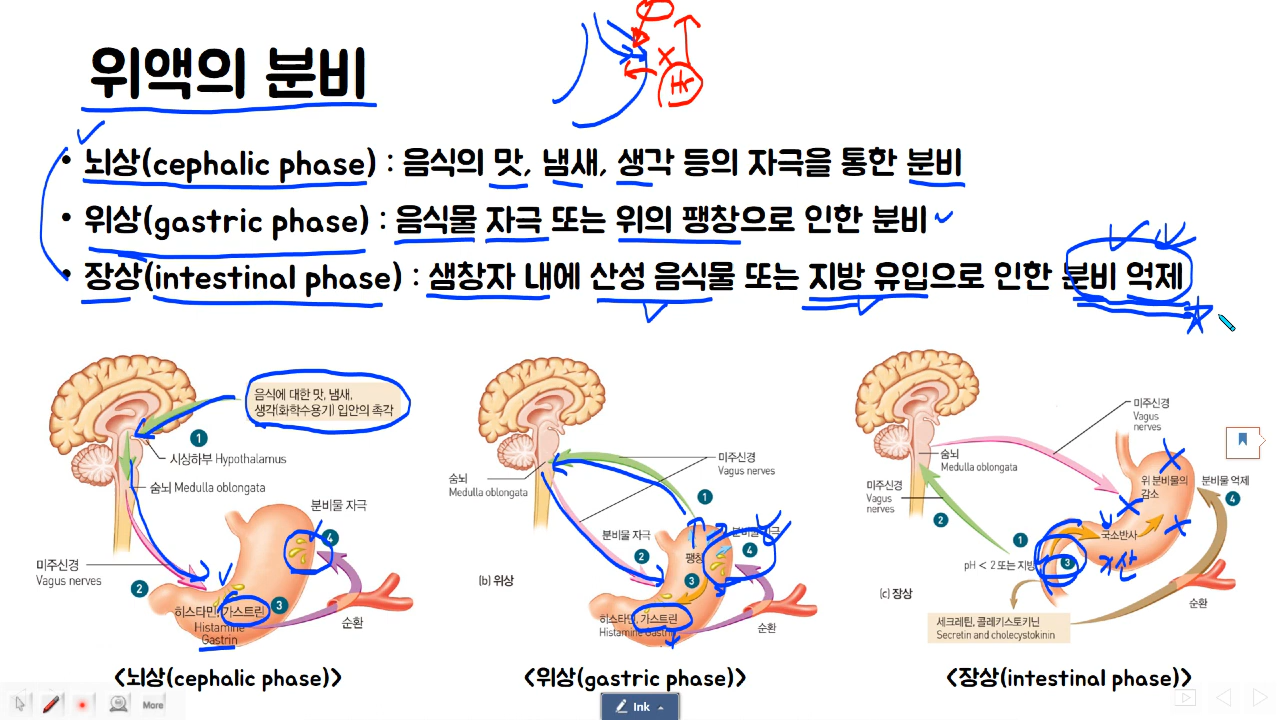 위액의 분비
• 뇌상(cephalic phase) : 음식의 맛, 냄새, 생각 등의 자극을 통한 분비
• 위상(gastric phase) : 음식물 자극 또는 위의 팽창으로 인한 분비
• 장상(intestinal phase) : 샘창자 내에 산성 음식물 또는 지방 유입으로 인한 분비 억제
음식에 대한 맛, 냄새,
생각(화학수용기) 입안의 촉각
1
시상하부 Hypothalamus
숨뇌 Medulla oblongata
분비물 자극
4
미주신경
Vagus nerves
2
히스타민, 가스트린
3
Histamine
Gastrin
순환
<뇌상(cephalic phase)>
미주신경
Vagus nerves
숨뇌
Medulla oblongata
1
분비물 자극
2
분비물 자극
4
팽창
3
(b) 위상
히스타민, 가스트린
Histamine Gastrin
순환
<위상(gastric phase)>
미주신경
Vagus
nerves
숨뇌
Medulla oblongata
위 분비물의
감소
분비물 억제
4
미주신경
Vagus
nerves
2
국소반사
1
3
pH < 2 또는 지방
(c) 장상
순환
세크레틴, 콜레키스토키닌
Secretin and cholecystokinin
<장상(intestinal phase)>
More
Ink